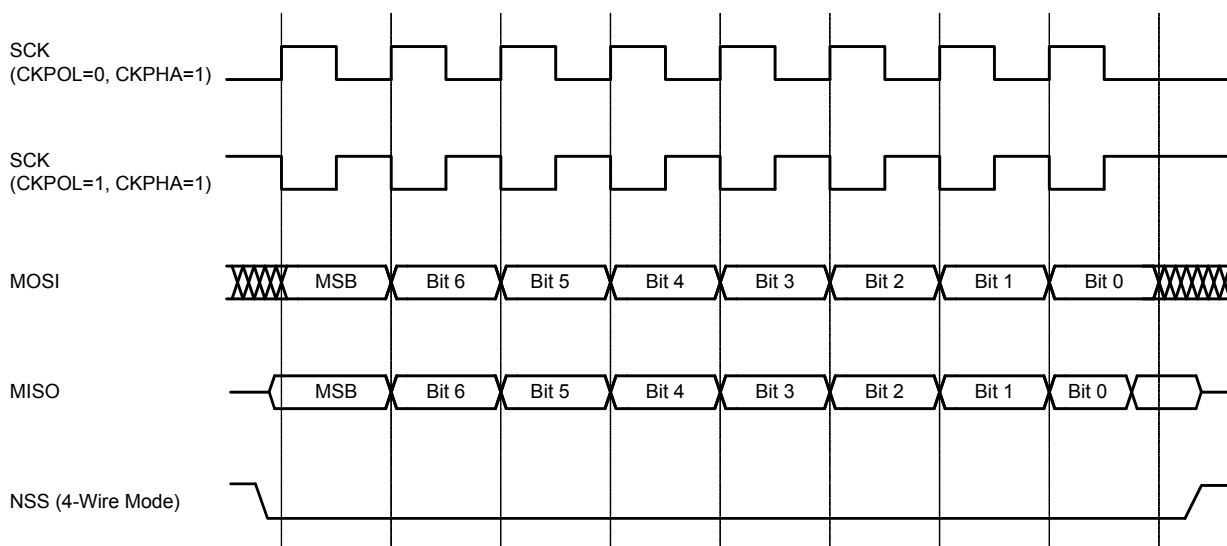 SCK
(CKPOL=0, CKPHA=1)
SCK
(CKPOL=1, CKPHA=1)
MOSI
MSB Bit 6 Bit 5 Bit 4 Bit 3 Bit 2 Bit 1 Bit 0
MISO
MSB Bit 6 Bit 5 Bit 4 Bit 3 Bit 2 Bit 1 Bit 0
NSS (4-Wire Mode)